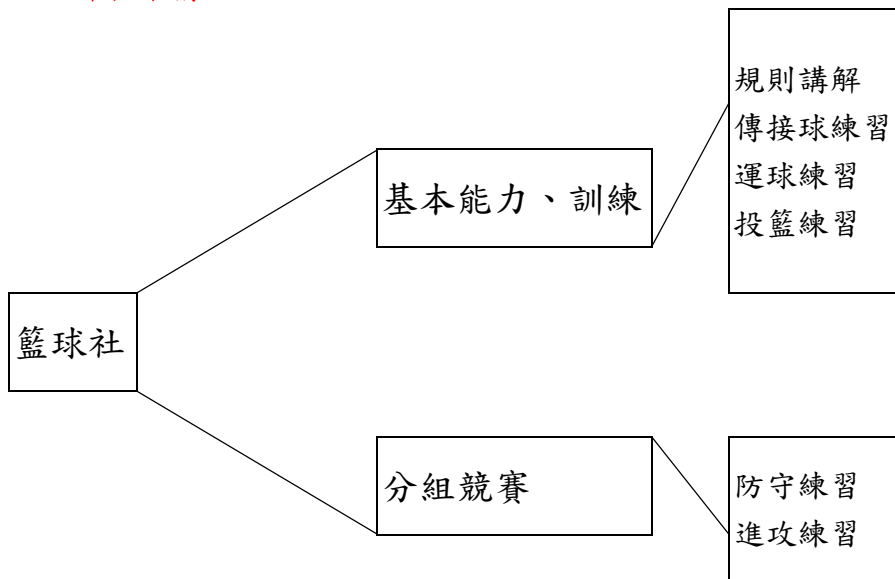 籃球社
基本能力、訓練
規則講解
傳接球練習
運球練習
投籃練習
分組競賽
防守練習
進攻練習